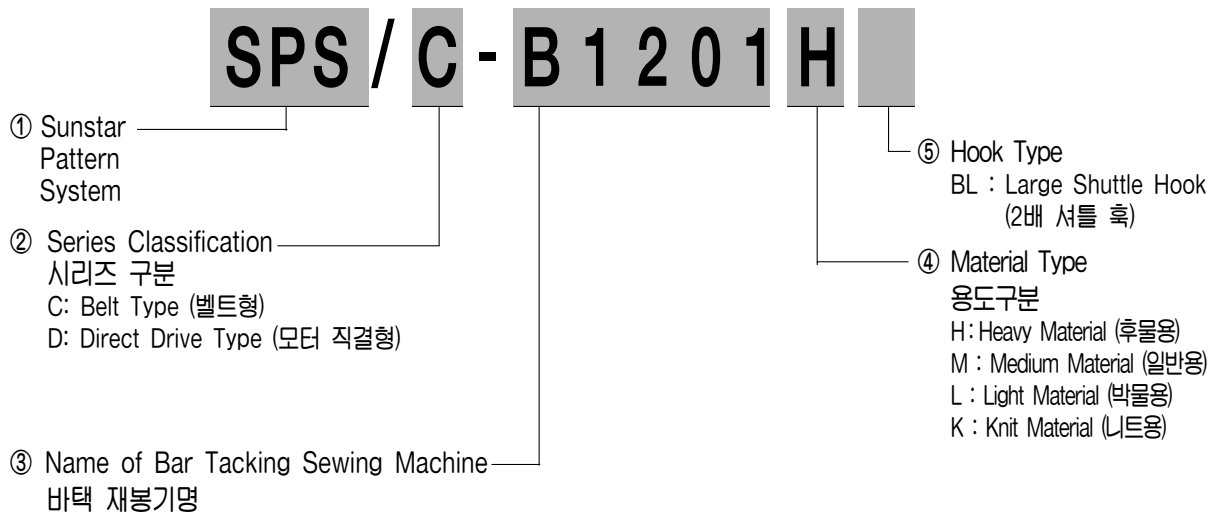 SPS/C-B1201H
① Sunstar
Pattern
System
② Series Classification
시리즈 구분
C: Belt Type (벨트형)
D: Direct Drive Type (모터 직결형)
③ Name of Bar Tacking Sewing Machine
바택 재봉기명
⑤ Hook Type
BL : Large Shuttle Hook
(2배 셔틀 훅)
④ Material Type
용도구분
H : Heavy Material (후물용)
M : Medium Material (일반용)
L : Light Material (박물용)
K : Knit Material (니트용)